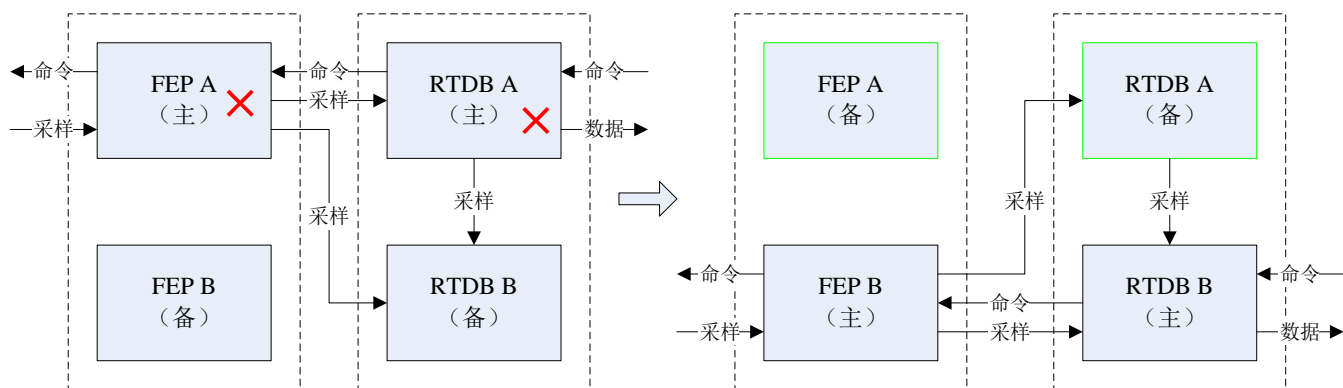 命令
FEP A
（主）
命令
采样
采样
RTDB A
（主）
命令
数据
采样
采样
FEP B
（备）
RTDB B
（备）
FEP A
（备）
RTDB A
（备）
采样
采样
命令
采样
FEP B
（主）
命令
采样
RTDB B
（主）
命令
数据